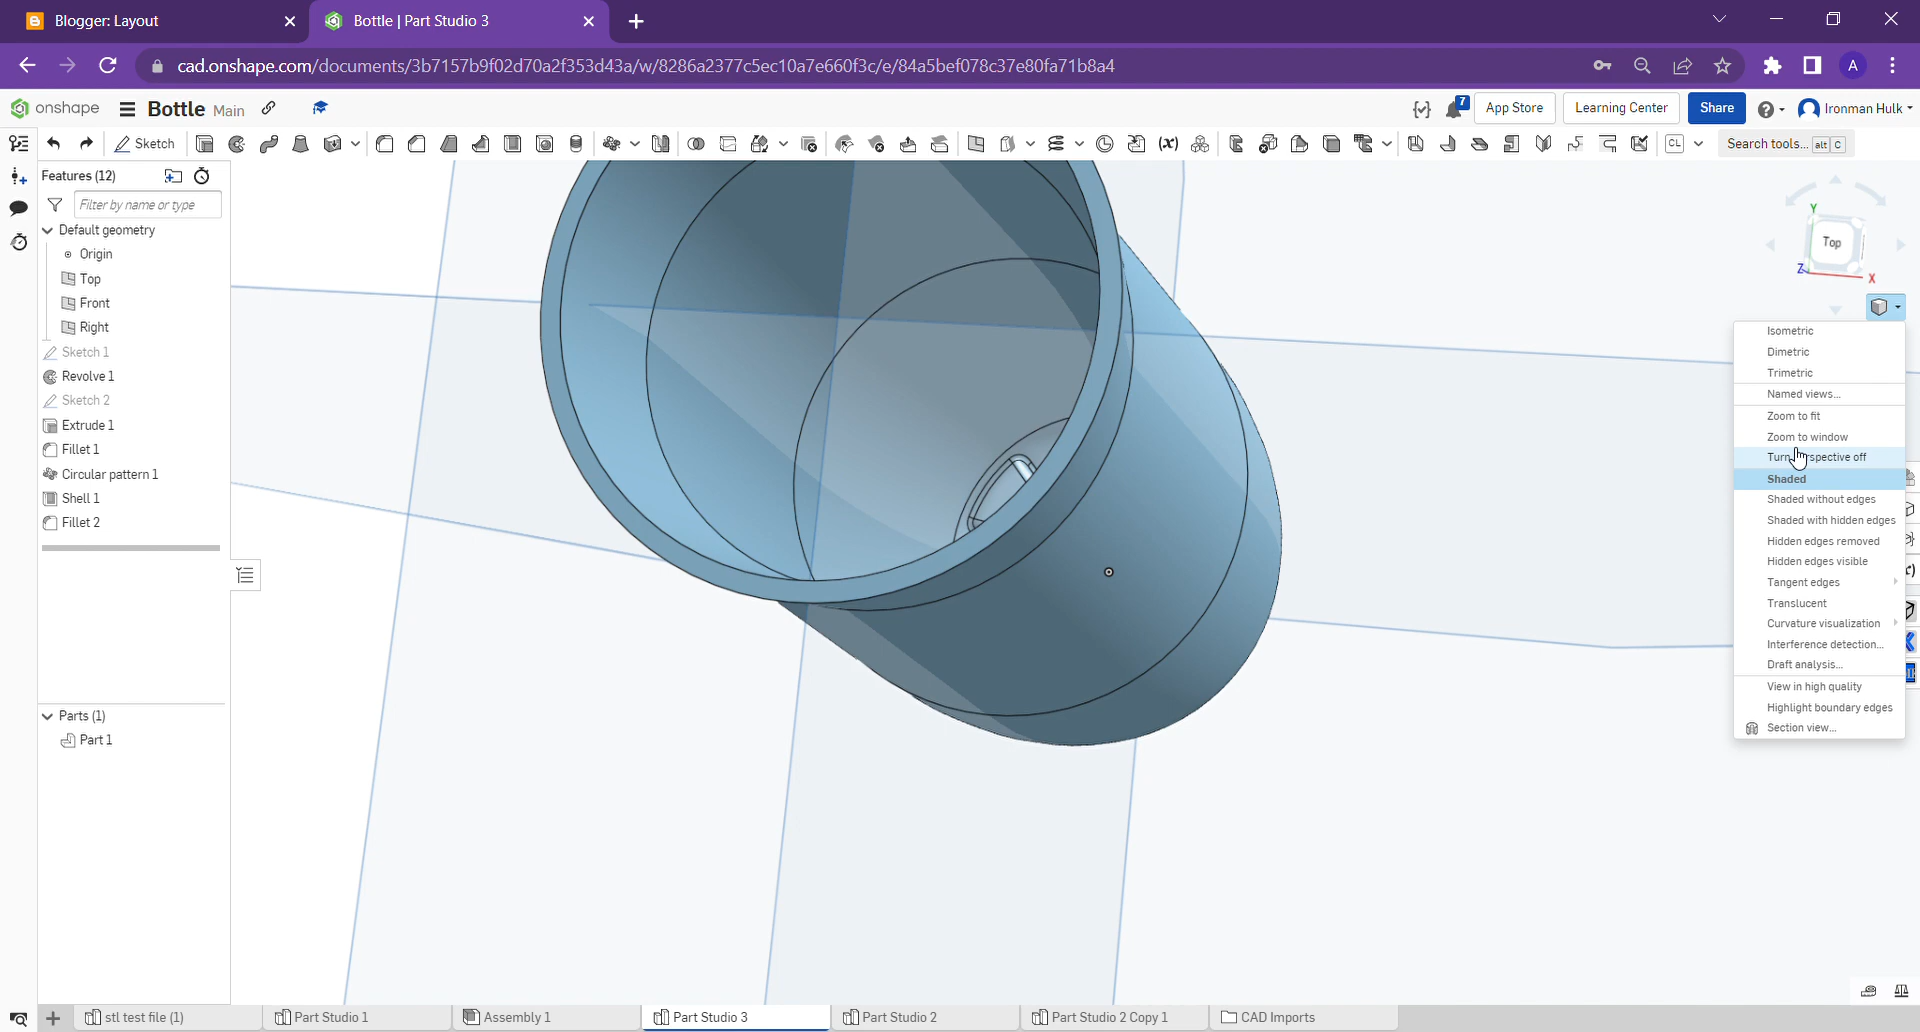 Blogger: Layout
Bottle | Part Studio 3
cad.onshape.com/documents/3b7157b9f02d70a2f353d43a/w/8286a2377c5ec10a7e660f3c/e/84a5bef078c37e80fa71b8a4
A
onshape
Bottle Main
7
App Store
Learning Center
Share
Ironman Hulk
Sketch
CL
Search tools... alt C
Features (12)
Filter by name or type
Default geometry
Origin
Top
Front
Right
Sketch 1
Revolve 1
Sketch 2
Extrude 1
Fillet 1
Circular pattern 1
Shell 1
Fillet 2
Parts (1)
Part 1
Y
Top
Z
X
Isometric
Dimetric
Trimetric
Named views...
Zoom to fit
Zoom to window
off
Shaded
Shaded without edges
Shaded with hidden edges
Hidden edges removed
Hidden edges visible
Tangent edges
Translucent
Curvature visualization
Interference detection...
Draft analysis...
View in high quality
Highlight boundary edges
Section view...
stl test file (1)
Part Studio 1
Assembly 1
Part Studio 3
Part Studio 2
Part Studio 2 Copy 1
CAD Imports